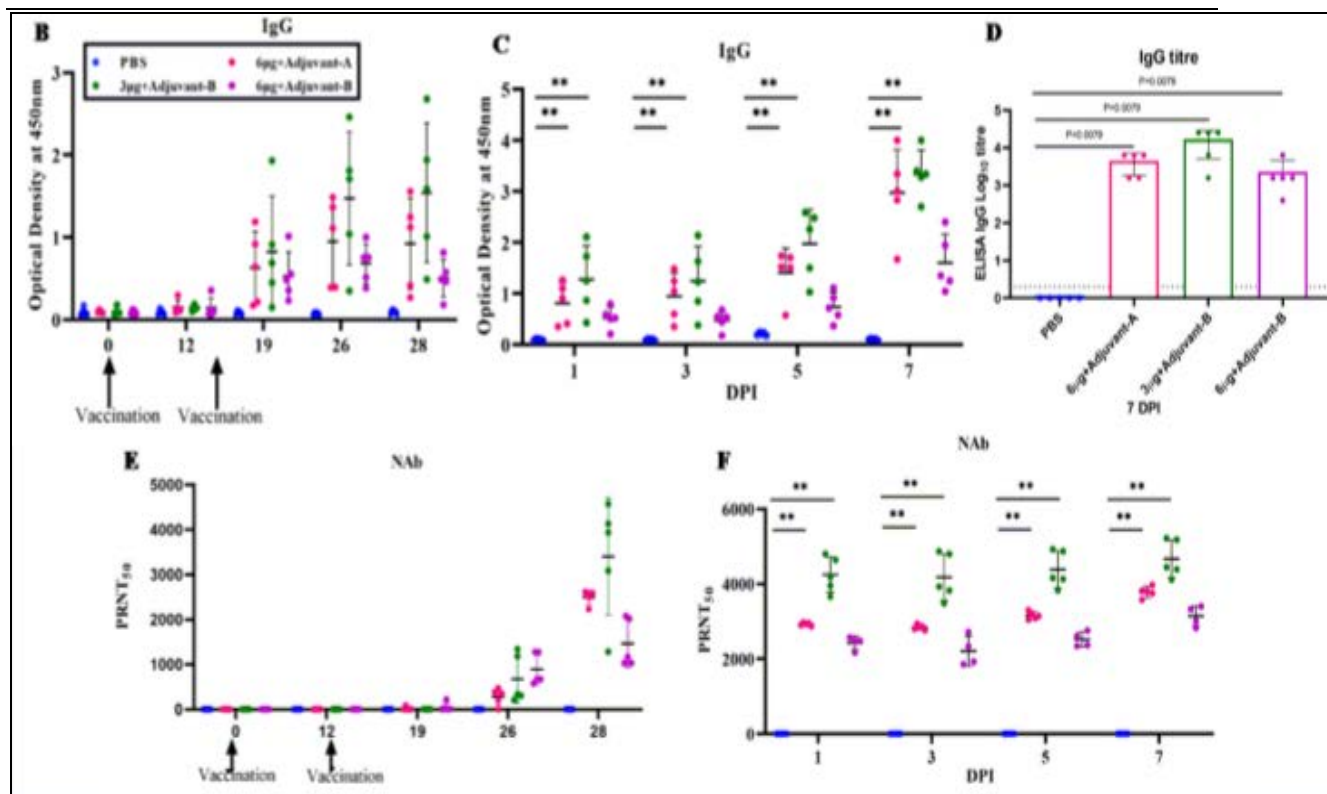 B
IgG
PBS
6µg+Adjuvant-A
3µg+Adjuvant-B
6µg+Adjuvant-B
Optical Density at 450nm
3
2
1
0
0
12
19
26
28
Vaccination
Vaccination
C
IgG
Optical Density at 450nm
5
4
3
2
1
0
**
**
**
**
**
**
**
**
1
3
5
7
DPI
D
IgG titre
P=0.0079
P=0.0079
P=0.0079
ELISA IgG Log10 titre
5
4
3
2
1
0
PBS
6µg+Adjuvant-A
3µg+Adjuvant-B
6µg+Adjuvant-B
7 DPI
E
NAb
PRNT50
5000
4000
3000
2000
1000
0
0
12
19
26
28
Vaccination
Vaccination
F
NAb
PRNT50
6000
4000
2000
0
**
**
**
**
**
**
**
**
1
3
5
7
DPI